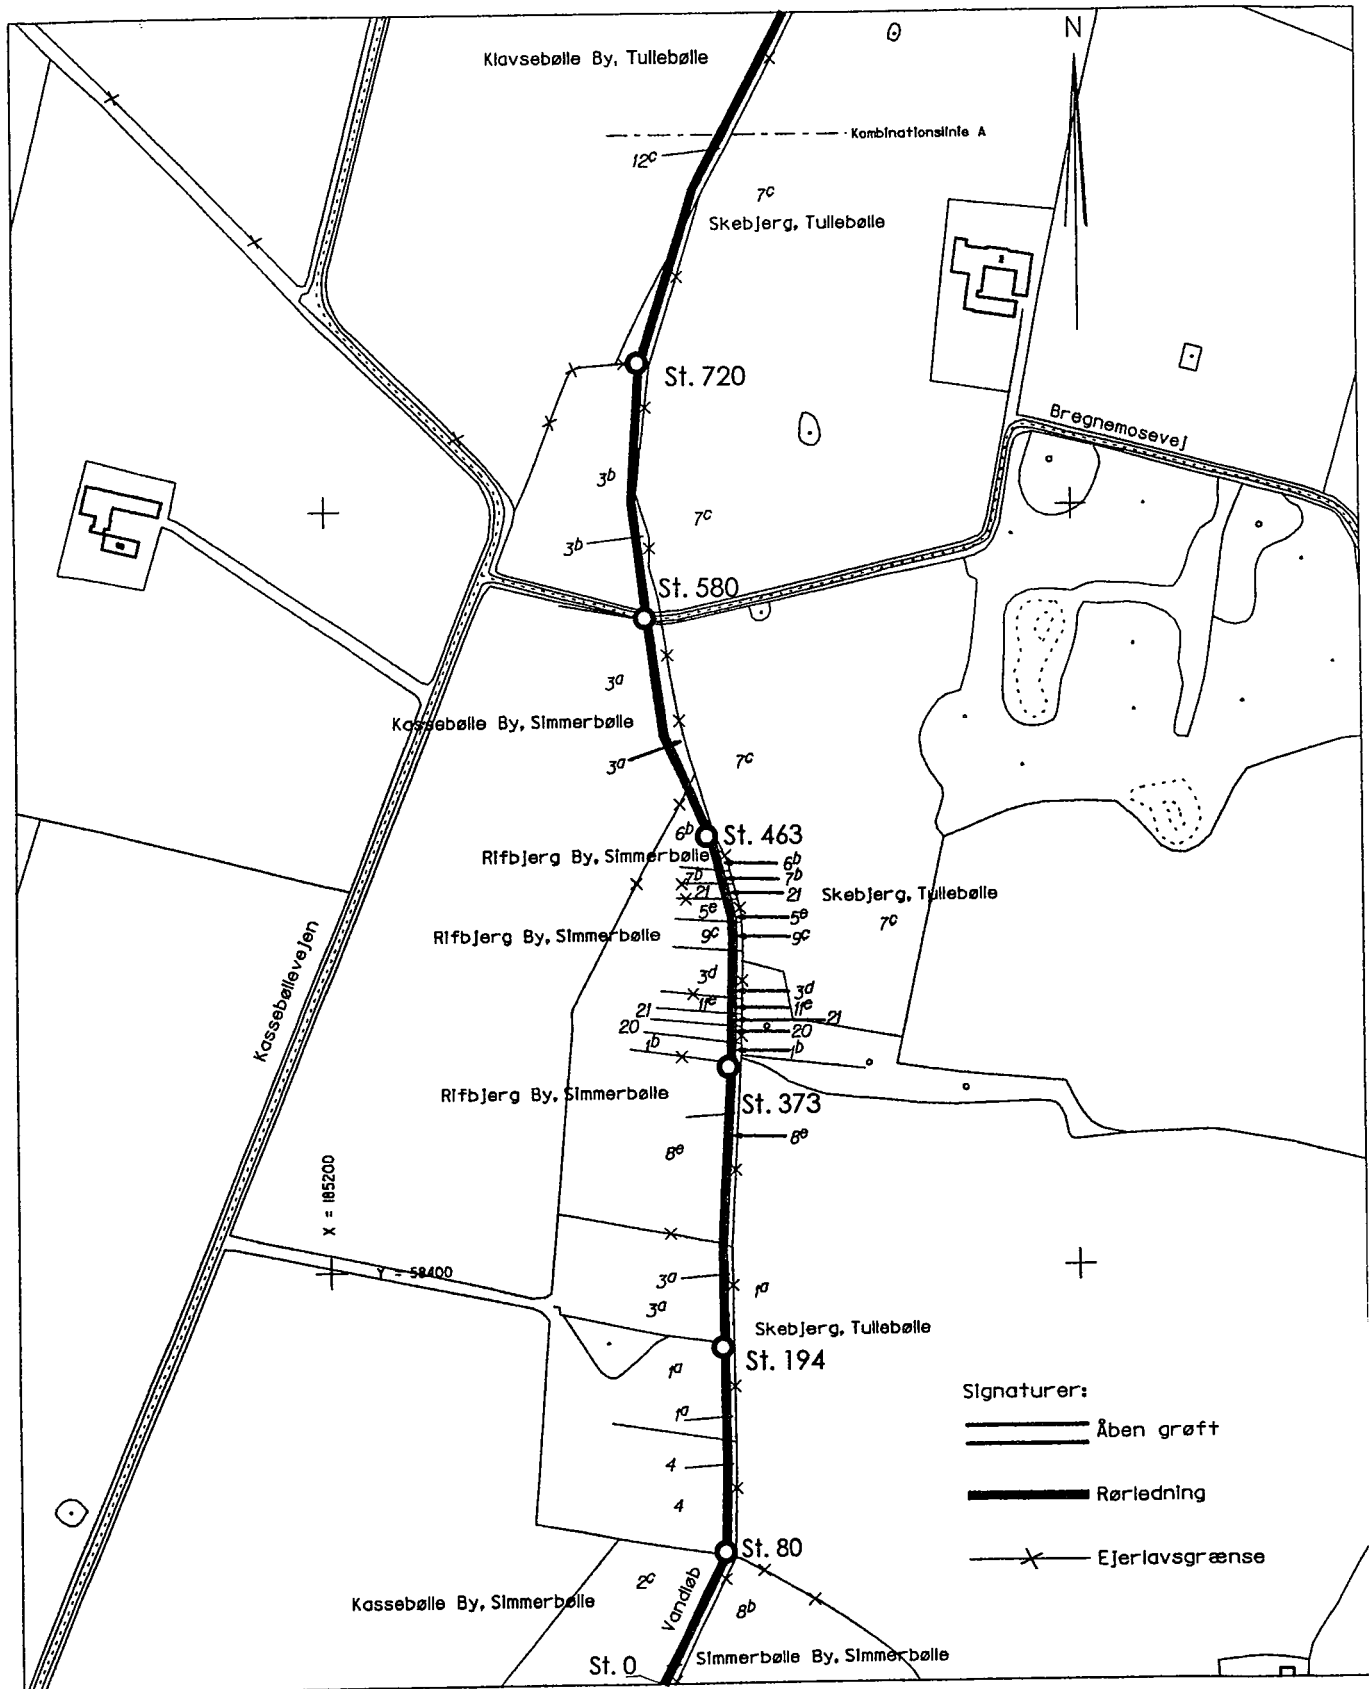 Klavsebølle By, Tullebølle
N
Kombinationslinie A
12c
7c
Skebjerg, Tullebølle
St. 720
Bregnemosevej
3b
7c
3b
St. 580
3a
Kassebølle By, Simmerbølle
3a
7c
6b
St. 463
Rifbjerg By, Simmerbølle
6b
7b
7b
21
21
Skebjerg, Tullebølle
5e
5e
7c
Rifbjerg By, Simmerbølle
9c
9c
3d
3d
11e
11e
21
21
20
20
1b
1b
Kassebøllevejen
Rifbjerg By, Simmerbølle
St. 373
8e
8e
X = 185200
Y = 58400
3a
1a
3a
Skebjerg, Tullebølle
1a
St. 194
Signaturer:
1a
Åben grøft
4
Rørledning
4
St. 80
Ejerlavsgrænse
2c
Vandløb
Kassebølle By, Simmerbølle
8b
Simmerbølle By, Simmerbølle
St. 0